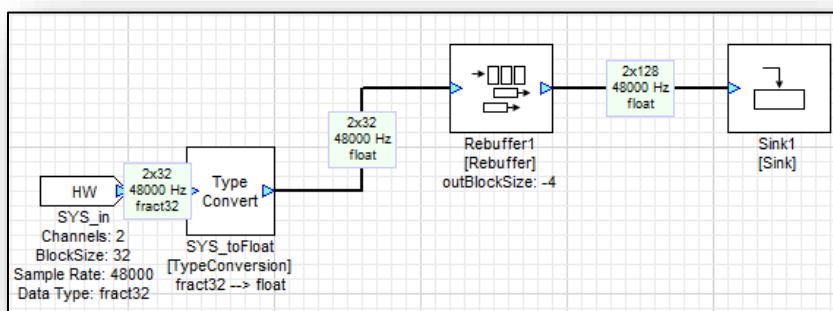 HW
SYS_in
Channels: 2
BlockSize: 32
Sample Rate: 48000
Data Type: fract32
2x32
48000 Hz
fract32
Type
Convert
SYS_toFloat
[TypeConversion]
fract32 --> float
2x32
48000 Hz
float
Rebuffer1
[Rebuffer]
outBlockSize: -4
2x128
48000 Hz
float
Sink1
[Sink]